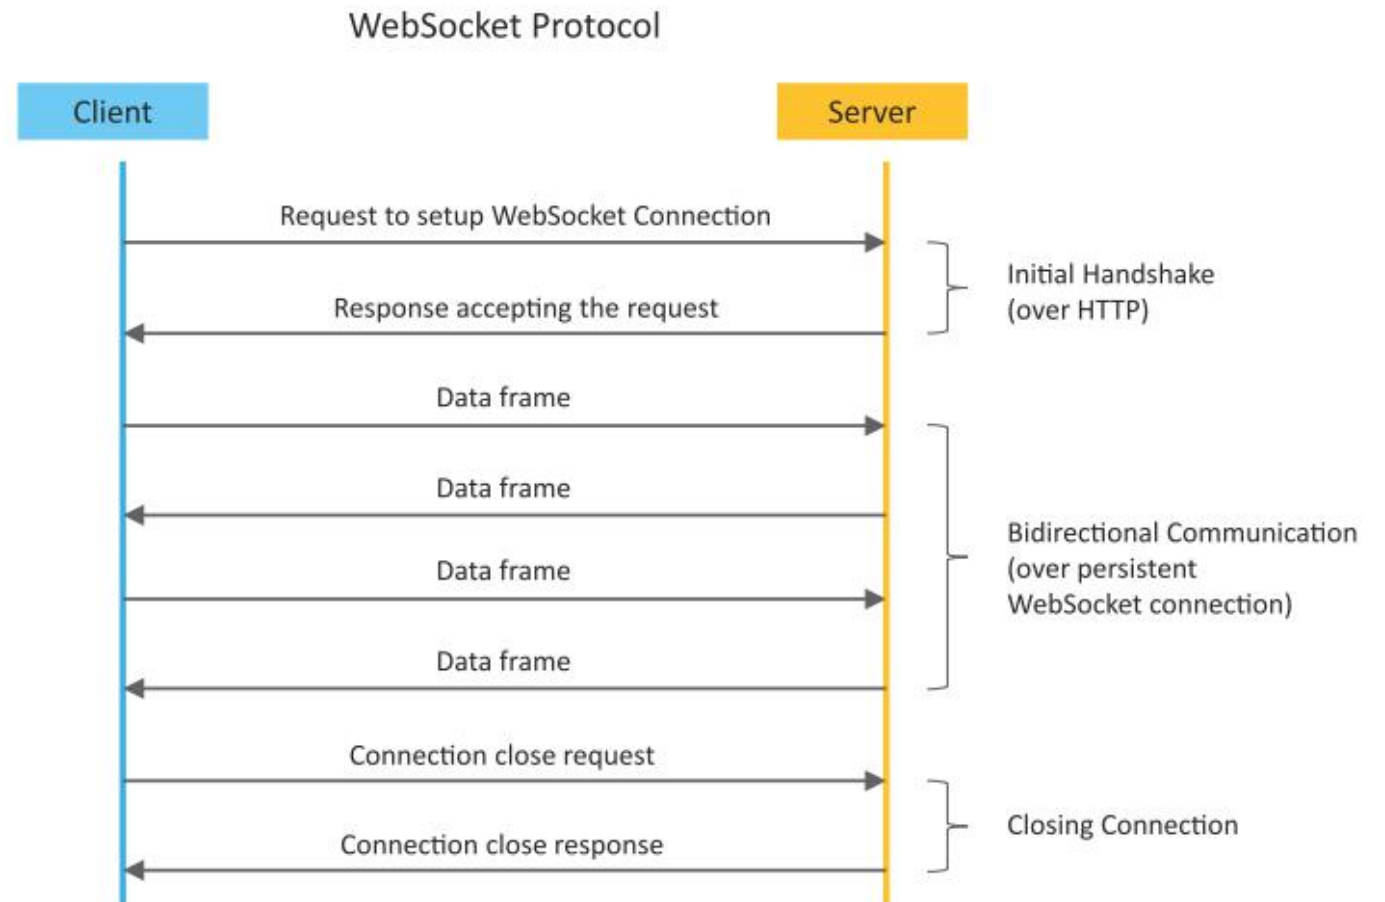 WebSocket Protocol
Client
Server
Request to setup WebSocket Connection
Response accepting the request
Initial Handshake
(over HTTP)
Data frame
Data frame
Data frame
Data frame
Bidirectional Communication
(over persistent
WebSocket connection)
Connection close request
Connection close response
Closing Connection